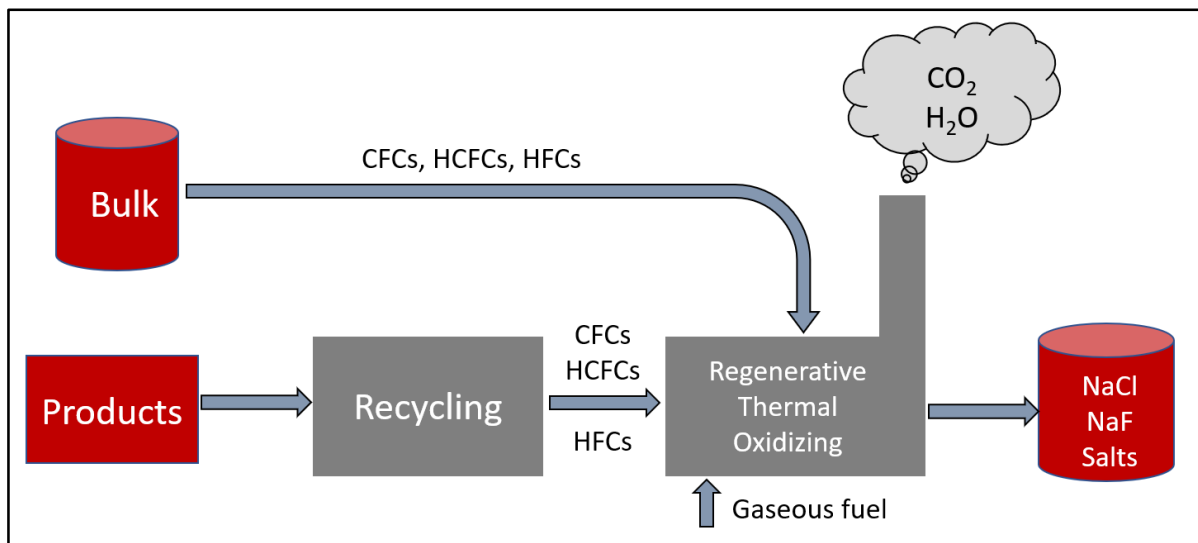 CO₂
H₂O
CFCs, HCFCs, HFCs
Bulk
Products
Recycling
CFCs
HCFCs
HFCs
Regenerative
Thermal
Oxidizing
NaCl
NaF
Salts
Gaseous fuel